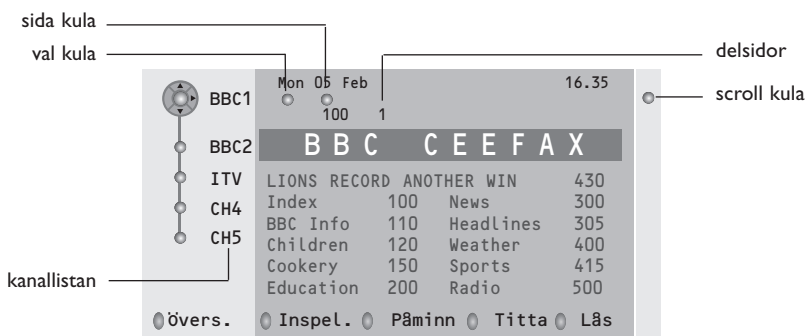 sida kula
val kula
delsidor
scroll kula
kanallistan
Mon 05 Feb 16.35
100 1
BBC1
BBC2
ITV
CH4
CH5
BBC CEEFAX
LIONS RECORD ANOTHER WIN 430
Index 100 News 300
BBC Info 110 Headlines 305
Children 120 Weather 400
Cookery 150 Sports 415
Education 200 Radio 500
Övers. Inspel. Påminn Titta Lås